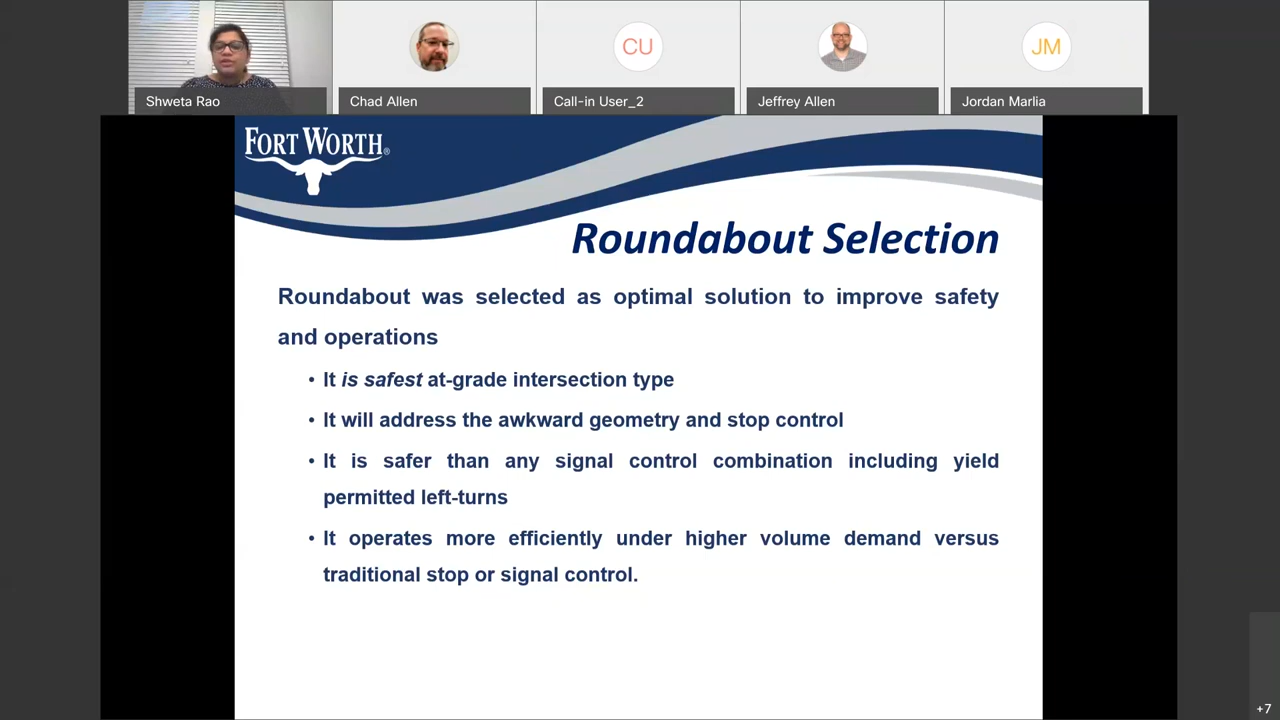 CU
JM
Shweta Rao
Chad Allen
Call-in User_2
Jeffrey Allen
Jordan Marlia
FORT WORTH®
Roundabout Selection
Roundabout was selected as optimal solution to improve safety
and operations
• It is safest at-grade intersection type
• It will address the awkward geometry and stop control
• It is safer than any signal control combination including yield
permitted left-turns
• It operates more efficiently under higher volume demand versus
traditional stop or signal control.
+7